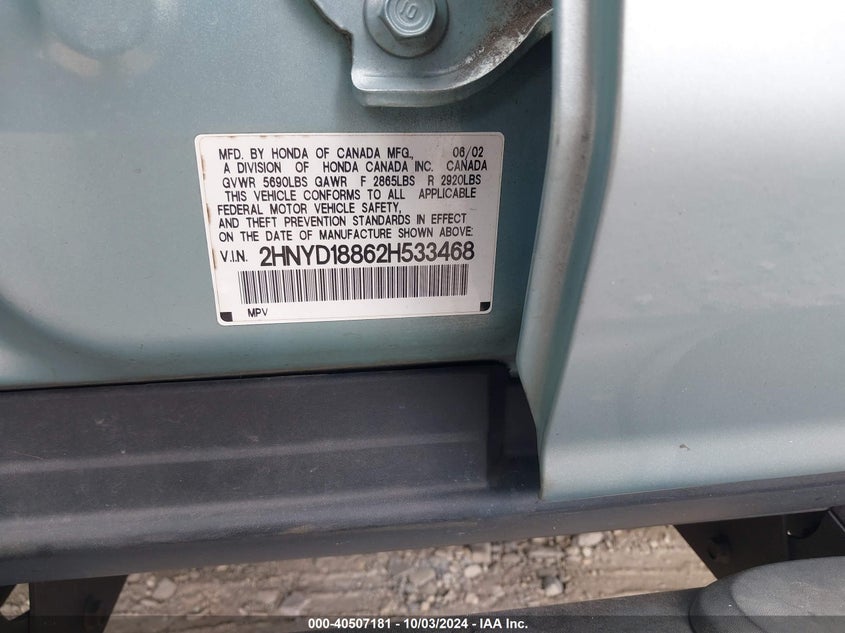 10
MFD. BY HONDA OF CANADA MFG., 06/02
A DIVISION OF HONDA CANADA INC. CANADA
GVWR 5690LBS GAWR F 2865LBS R 2920LBS
THIS VEHICLE CONFORMS TO ALL APPLICABLE
FEDERAL MOTOR VEHICLE SAFETY,
AND THEFT PREVENTION STANDARDS IN EFFECT
ON THE DATE OF MANUFACTURE SHOWN ABOVE:
V.I.N. 2HNYD18862H533468
MPV
000-40507181 - 10/03/2024 - IAA Inc.